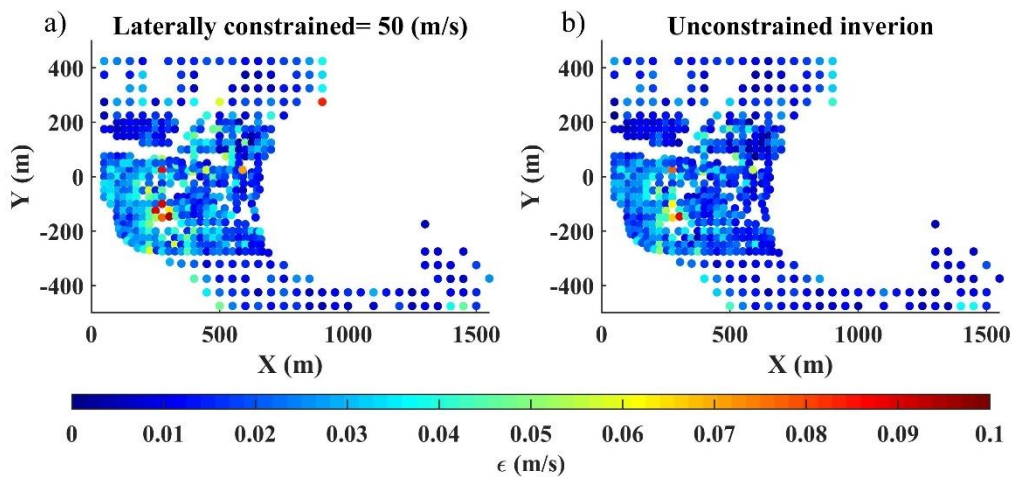 a) Laterally constrained= 50 (m/s)
b) Unconstrained inverion
400
200
0
-200
-400
Y (m)
0 500 1000 1500
X (m)
400
200
0
-200
-400
Y (m)
0 500 1000 1500
X (m)
0 0.01 0.02 0.03 0.04 0.05 0.06 0.07 0.08 0.09 0.1
ϵ (m/s)